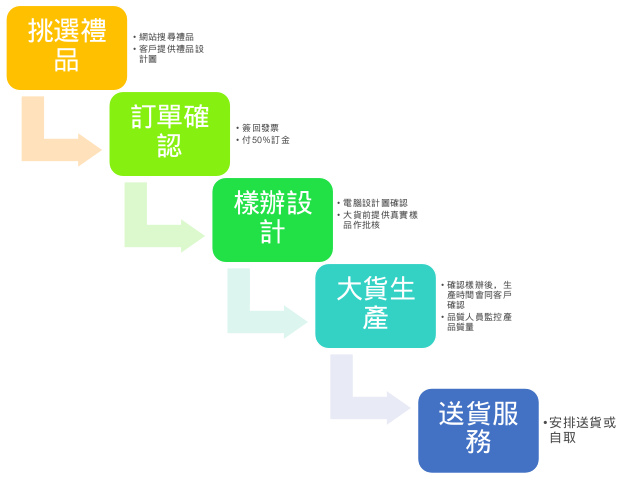 挑選禮
品
• 網站搜尋禮品
• 客戶提供禮品設
計圖
訂單確
認
• 簽回發票
• 付50%訂金
樣辦設
計
• 電腦設計圖確認
• 大貨前提供真實樣
品作批核
大貨生
產
• 確認樣辦後，生
產時間會同客戶
確認
• 品質人員監控產
品質量
送貨服
務
• 安排送貨或
自取